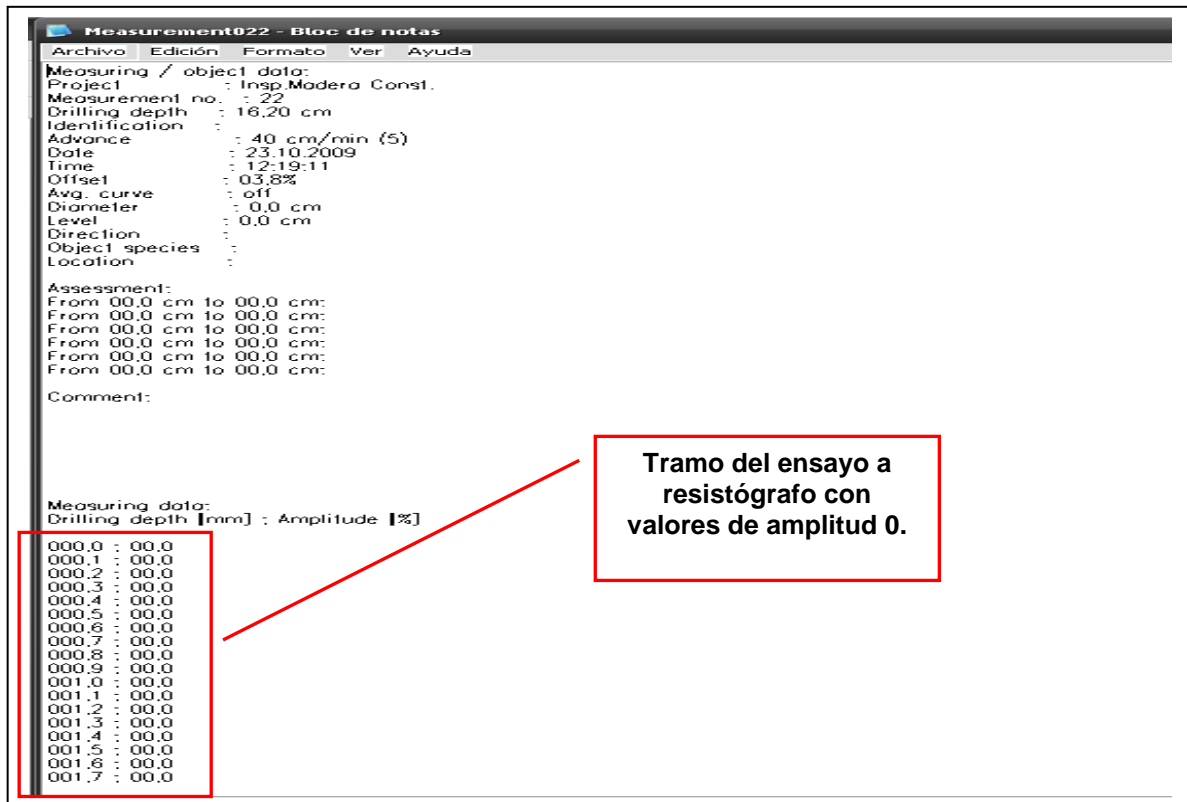 Measurement022 - Bloc de notas
Archivo Edición Formato Ver Ayuda
Measuring / object data:
Project : Insp.Madera Const.
Measurement no. : 22
Drilling depth : 16,20 cm
Identification :
Advance : 40 cm/min (5)
Date : 23.10.2009
Time : 12:19:11
Offset : 03,8%
Avg. curve : off
Diameter : 0,0 cm
Level : 0,0 cm
Direction :
Object species :
Location :
Assessment:
From 00,0 cm to 00,0 cm:
From 00,0 cm to 00,0 cm:
From 00,0 cm to 00,0 cm:
From 00,0 cm to 00,0 cm:
From 00,0 cm to 00,0 cm:
From 00,0 cm to 00,0 cm:
Comment:
Tramo del ensayo a
resistógrafo con
valores de amplitud 0.
Measuring data:
Drilling depth [mm] : Amplitude [%]
000,0 : 00,0
000,1 : 00,0
000,2 : 00,0
000,3 : 00,0
000,4 : 00,0
000,5 : 00,0
000,6 : 00,0
000,7 : 00,0
000,8 : 00,0
000,9 : 00,0
001,0 : 00,0
001,1 : 00,0
001,2 : 00,0
001,3 : 00,0
001,4 : 00,0
001,5 : 00,0
001,6 : 00,0
001,7 : 00,0